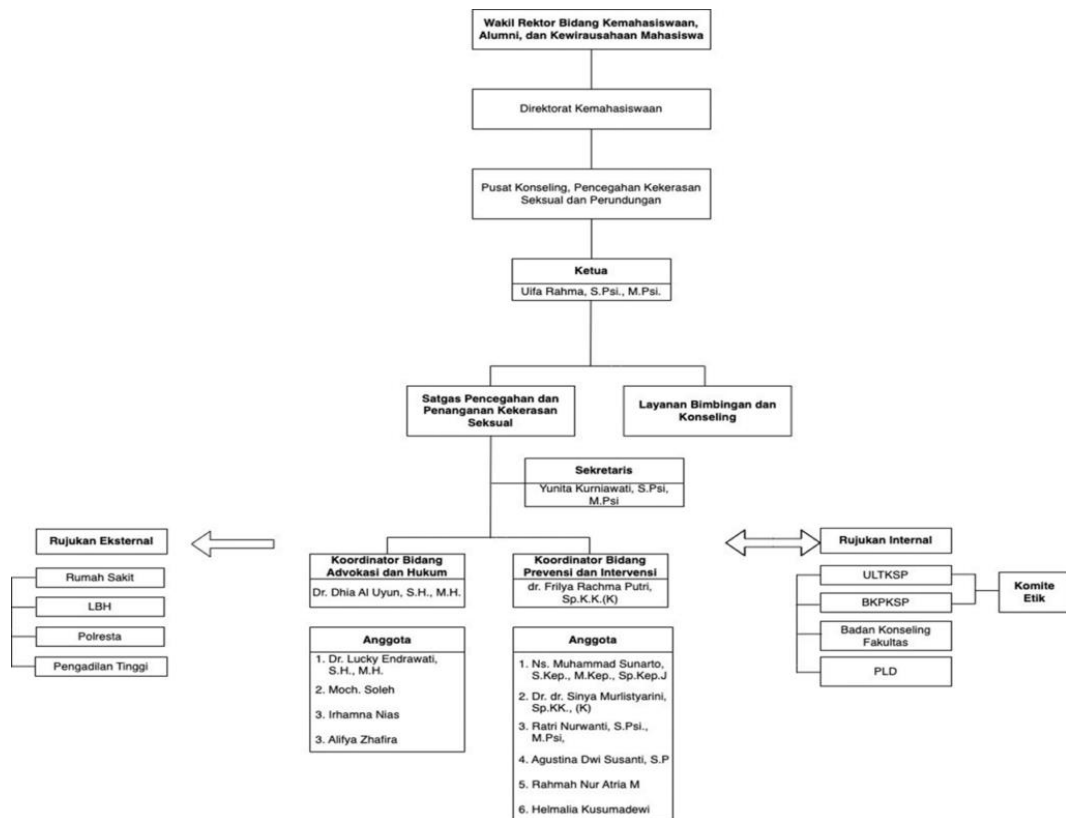 Wakil Rektor Bidang Kemahasiswaan,
Alumni, dan Kewirausahaan Mahasiswa
Direktorat Kemahasiswaan
Pusat Konseling, Pencegahan Kekerasan
Seksual dan Perundungan
Ketua
Ulfa Rahma, S.Psi., M.Psi.
Satgas Pencegahan dan
Penanganan Kekerasan
Seksual
Layanan Bimbingan dan
Konseling
Sekretaris
Yunita Kurniawati, S.Psi,
M.Psi
Rujukan Eksternal
Rumah Sakit
LBH
Polresta
Pengadilan Tinggi
Koordinator Bidang
Advokasi dan Hukum
Dr. Dhia Al Uyun, S.H., M.H.
Anggota
1. Dr. Lucky Endrawati,
S.H., M.H.
2. Moch. Soleh
3. Irhamna Nias
3. Alifya Zhafira
Koordinator Bidang
Prevensi dan Intervensi
dr. Frilya Rachma Putri,
Sp.K.K.(K)
Anggota
1. Ns. Muhammad Sunarto,
S.Kep., M.Kep., Sp.Kep.J
2. Dr. dr. Sinya Murlistyarini,
Sp.KK., (K)
3. Ratri Nurwanti, S.Psi.,
M.Psi,
4. Agustina Dwi Susanti, S.P
5. Rahmah Nur Atria M
6. Helmalia Kusumadewi
Rujukan Internal
ULTKSP
BKPKSP
Badan Konseling
Fakultas
PLD
Komite
Etik